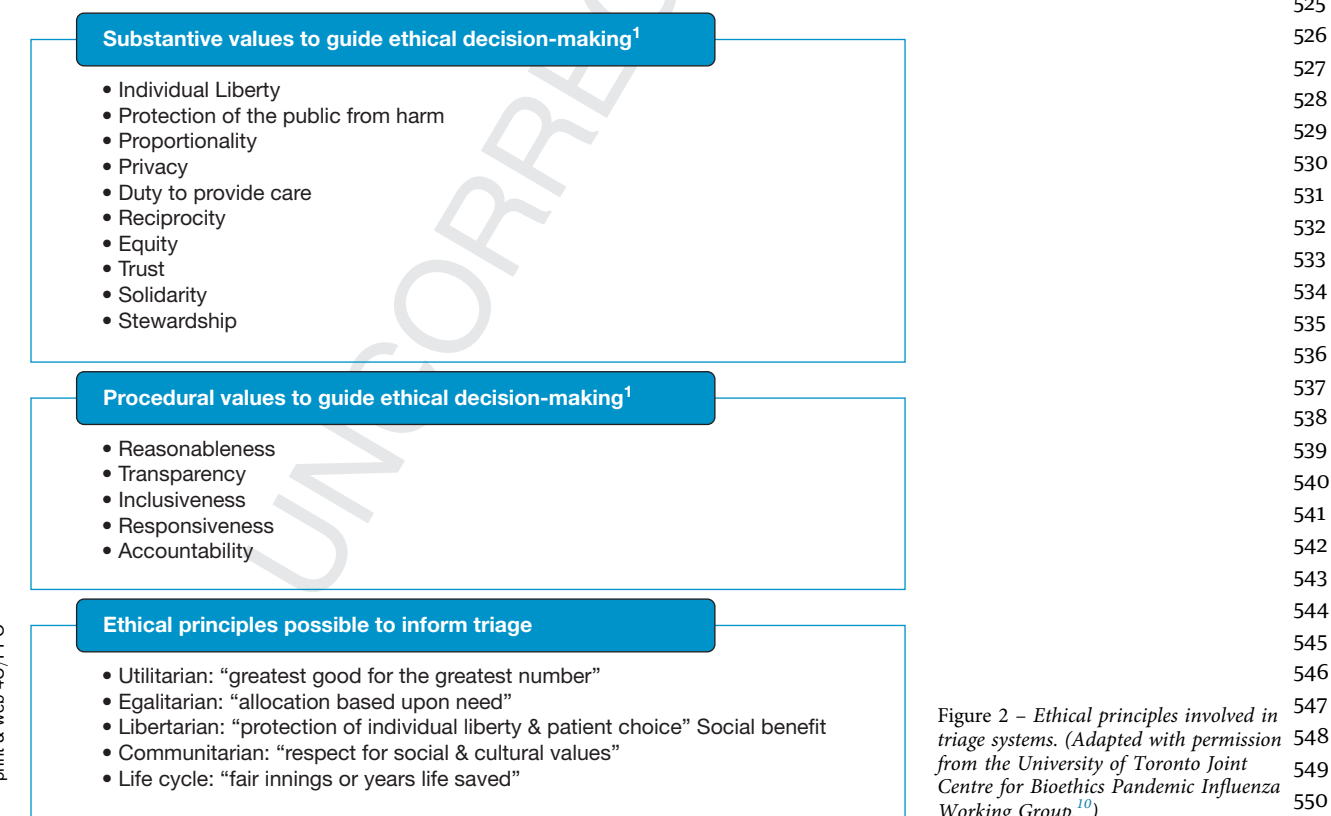 Substantive values to guide ethical decision-making1
• Individual Liberty
• Protection of the public from harm
• Proportionality
• Privacy
• Duty to provide care
• Reciprocity
• Equity
• Trust
• Solidarity
• Stewardship
Procedural values to guide ethical decision-making1
• Reasonableness
• Transparency
• Inclusiveness
• Responsiveness
• Accountability
Ethical principles possible to inform triage
• Utilitarian: “greatest good for the greatest number”
• Egalitarian: “allocation based upon need”
• Libertarian: “protection of individual liberty & patient choice” Social benefit
• Communitarian: “respect for social & cultural values”
• Life cycle: “fair innings or years life saved”
Figure 2 – Ethical principles involved in
triage systems. (Adapted with permission
from the University of Toronto Joint
Centre for Bioethics Pandemic Influenza
Working Group.10)
525
526
527
528
529
530
531
532
533
534
535
536
537
538
539
540
541
542
543
544
545
546
547
548
549
550
UNCORRE